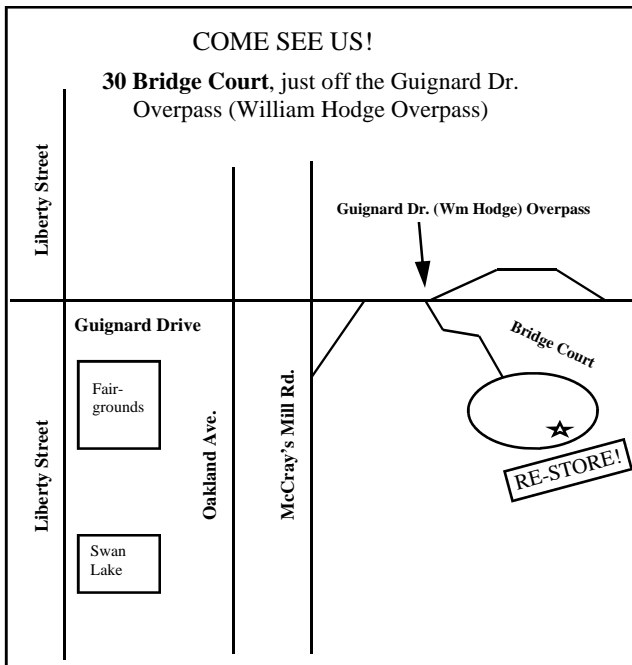 COME SEE US!
30 Bridge Court, just off the Guignard Dr.
Overpass (William Hodge Overpass)
Liberty Street
Guignard Dr. (Wm Hodge) Overpass
Guignard Drive
Bridge Court
Fair-
grounds
Liberty Street
Oakland Ave.
McCray's Mill Rd.
RE-STORE!
Swan
Lake